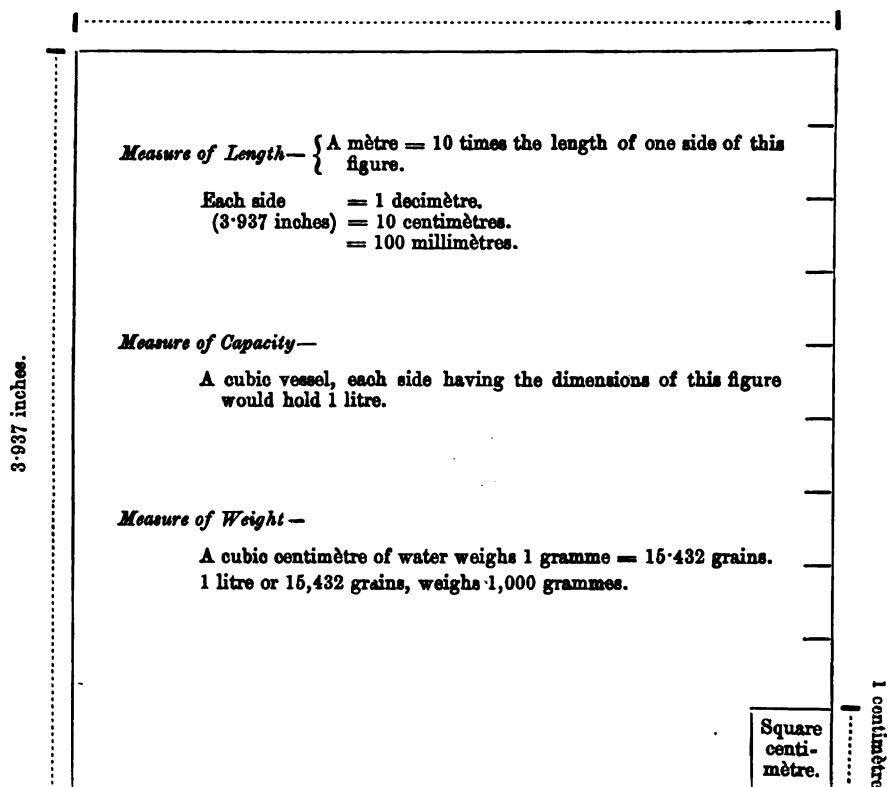 Measure of Length— { A mètre = 10 times the length of one side of this
figure.
Each side = 1 decimètre.
(3·937 inches) = 10 centimètres.
= 100 millimètres.
3·937 inches.
Measure of Capacity—
A cubic vessel, each side having the dimensions of this figure
would hold 1 litre.
Measure of Weight—
A cubic centimètre of water weighs 1 gramme = 15·432 grains.
1 litre or 15,432 grains, weighs 1,000 grammes.
Square
centi-
mètre.
1 centimètre